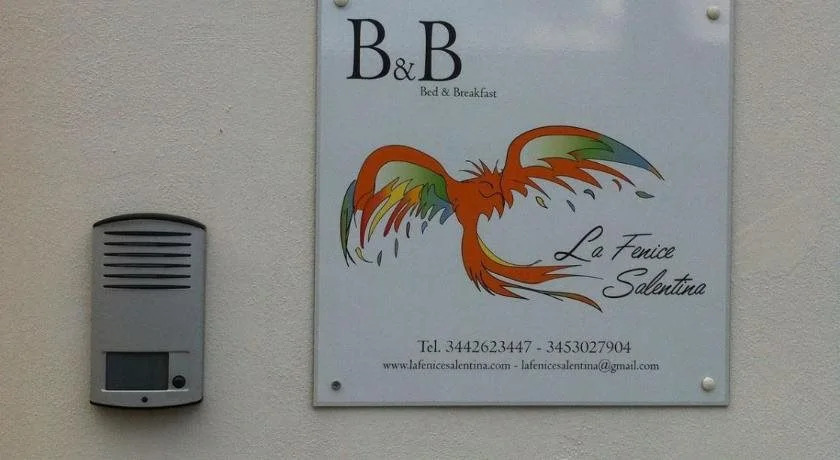 B&B
Bed & Breakfast
La Fenice
Salentina
Tel. 3442623447 - 3453027904
www.lafenicesalentina.com - lafenicesalentina@gmail.com